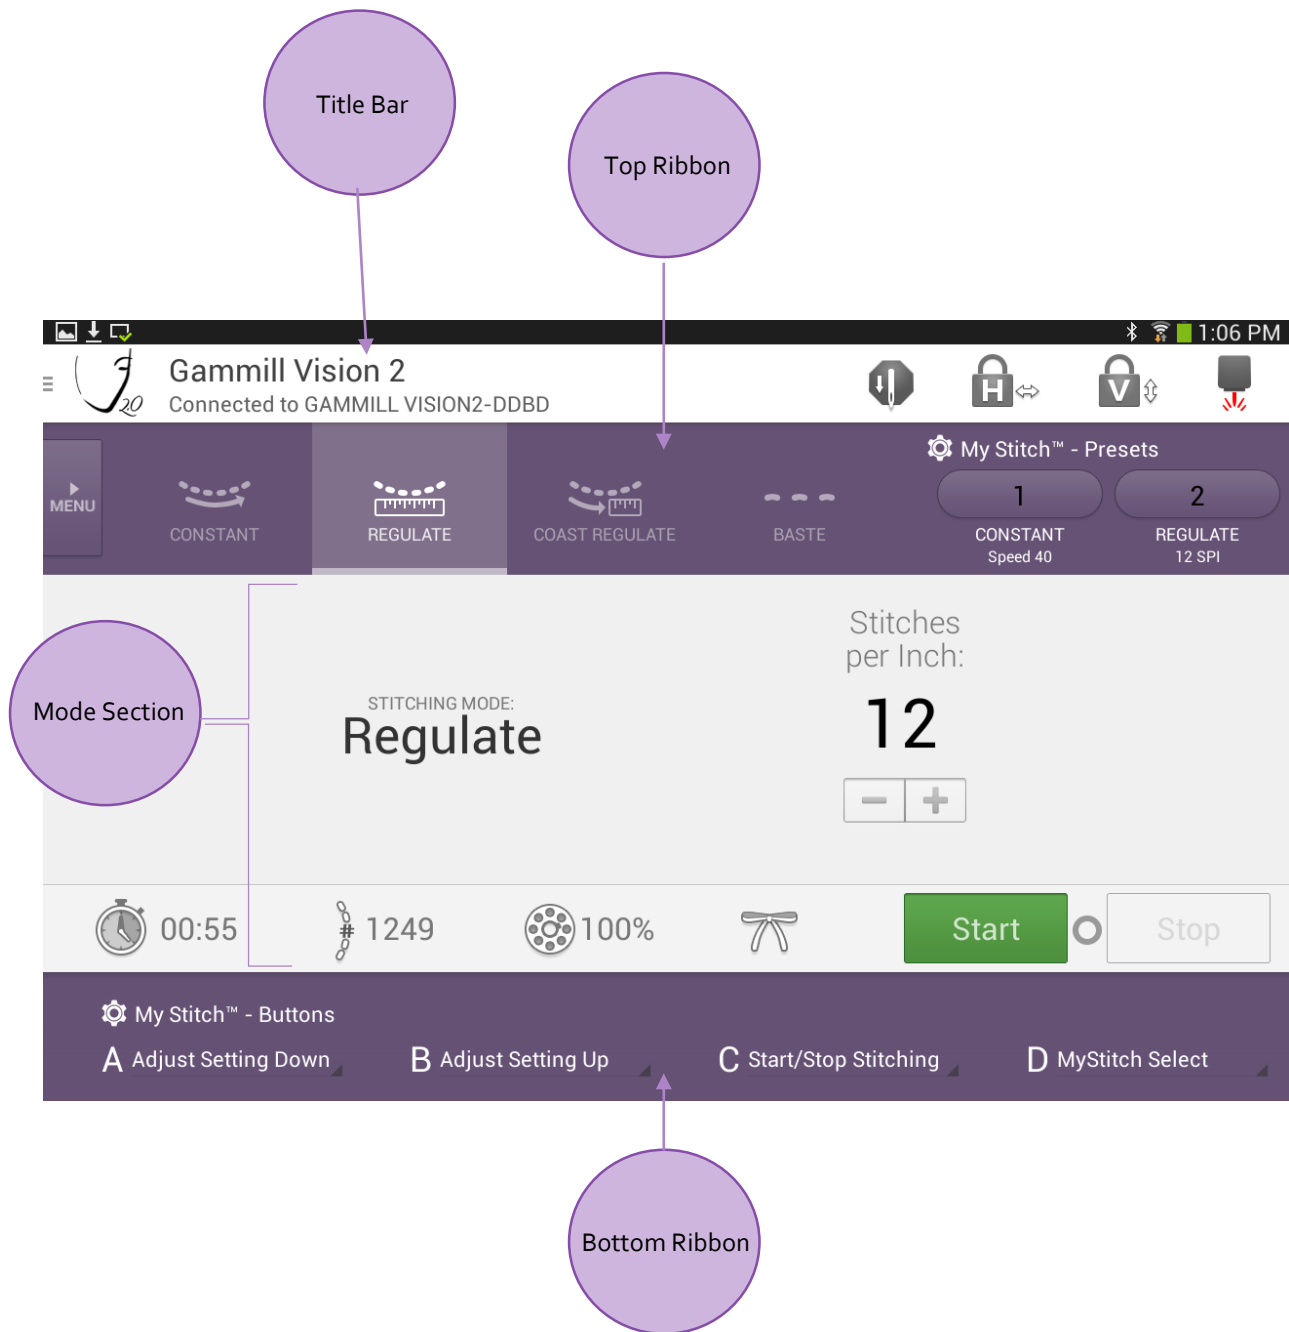 Title Bar
Top Ribbon
1:06 PM
20
Gammill Vision 2
Connected to GAMMILL VISION2-DDBD
H
V
MENU
CONSTANT
REGULATE
COAST REGULATE
BASTE
My Stitch™ - Presets
1
2
CONSTANT
REGULATE
Speed 40
12 SPI
Mode Section
STITCHING MODE:
Regulate
Stitches
per Inch:
12
− +
00:55
# 1249
100%
Start
Stop
My Stitch™ - Buttons
A Adjust Setting Down
B Adjust Setting Up
C Start/Stop Stitching
D MyStitch Select
Bottom Ribbon